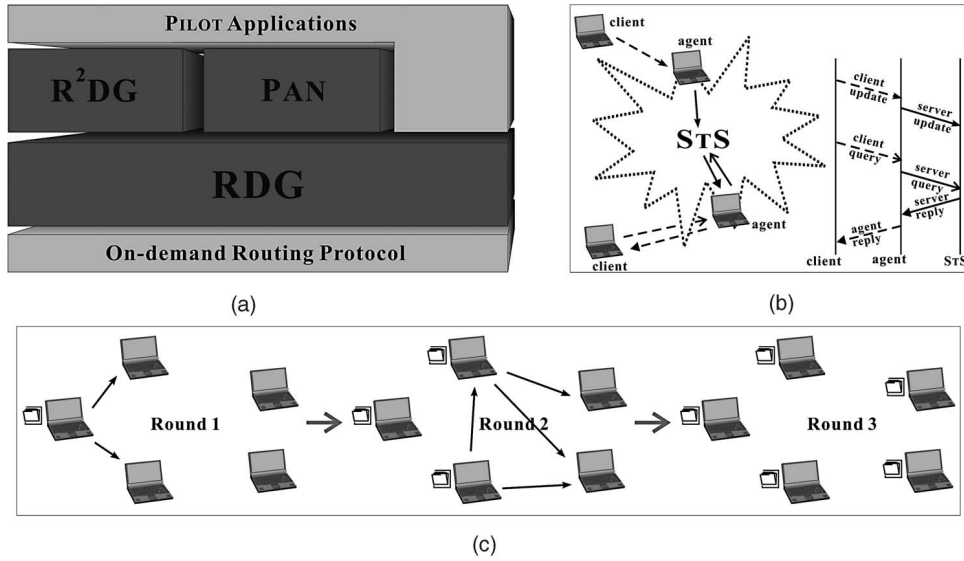 PILOT Applications
R²DG
PAN
RDG
On-demand Routing Protocol
(a)
client
agent
STS
agent
client
client
update
server
update
client
query
server
query
server
reply
agent
reply
client
agent
STS
(b)
Round 1
Round 2
Round 3
(c)